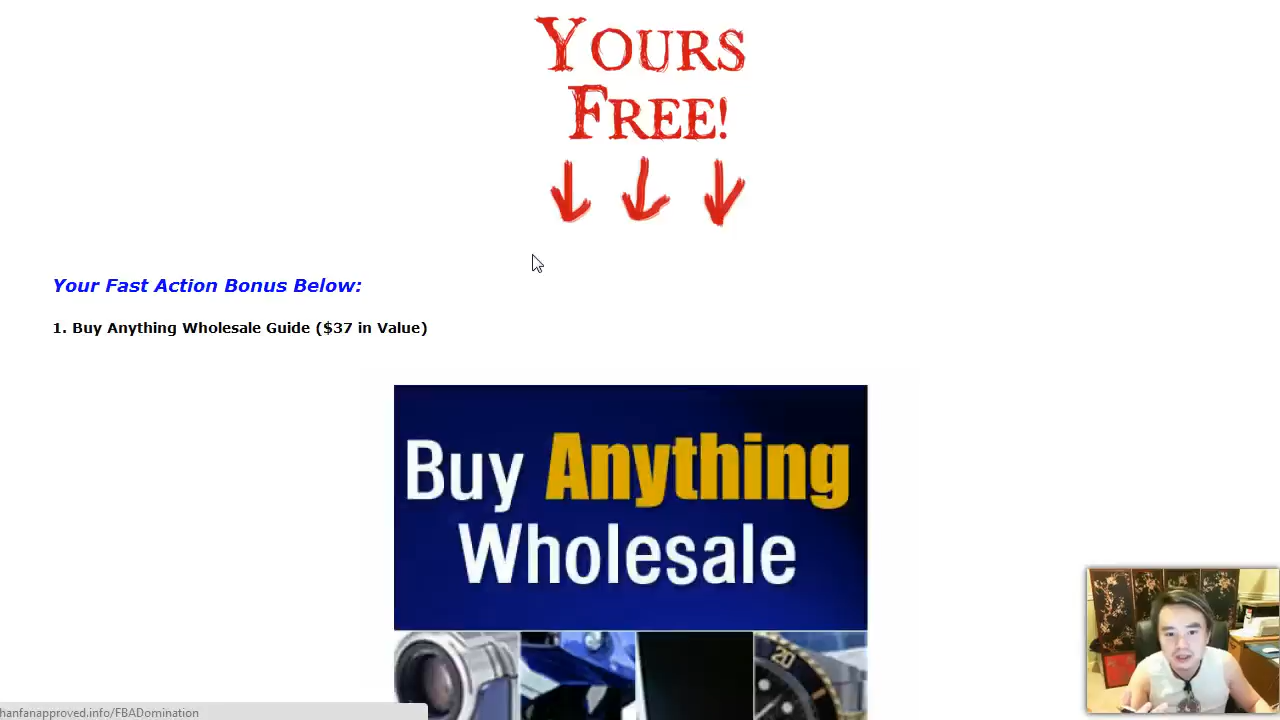 Yours
Free!
Your Fast Action Bonus Below:
1. Buy Anything Wholesale Guide ($37 in Value)
Buy Anything
Wholesale
20
hanfanapproved.info/FBADomination